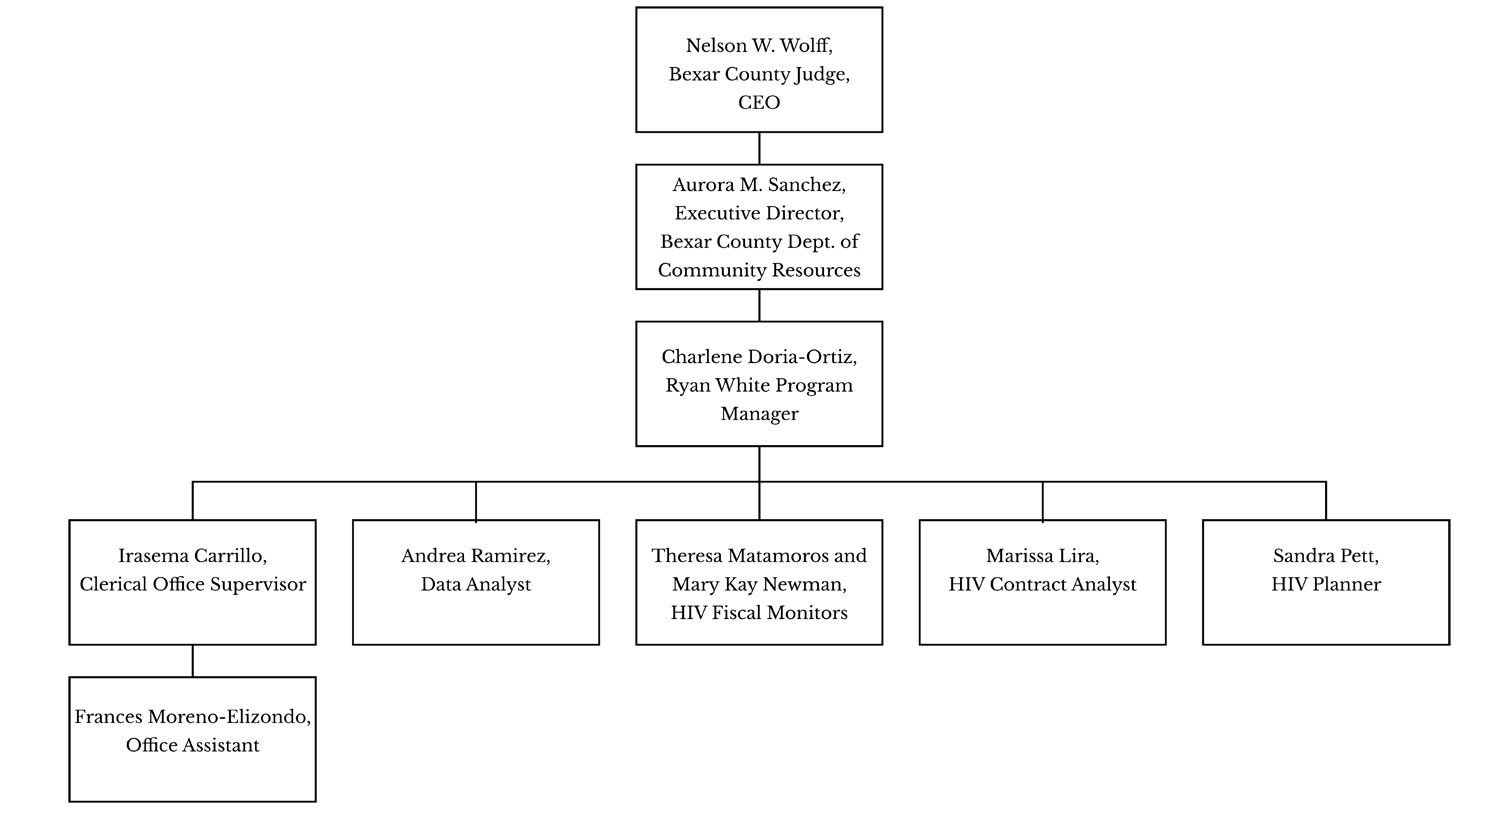 Nelson W. Wolff,
Bexar County Judge,
CEO
Aurora M. Sanchez,
Executive Director,
Bexar County Dept. of
Community Resources
Charlene Doria-Ortiz,
Ryan White Program
Manager
Irasema Carrillo,
Clerical Office Supervisor
Andrea Ramirez,
Data Analyst
Theresa Matamoros and
Mary Kay Newman,
HIV Fiscal Monitors
Marissa Lira,
HIV Contract Analyst
Sandra Pett,
HIV Planner
Frances Moreno-Elizondo,
Office Assistant